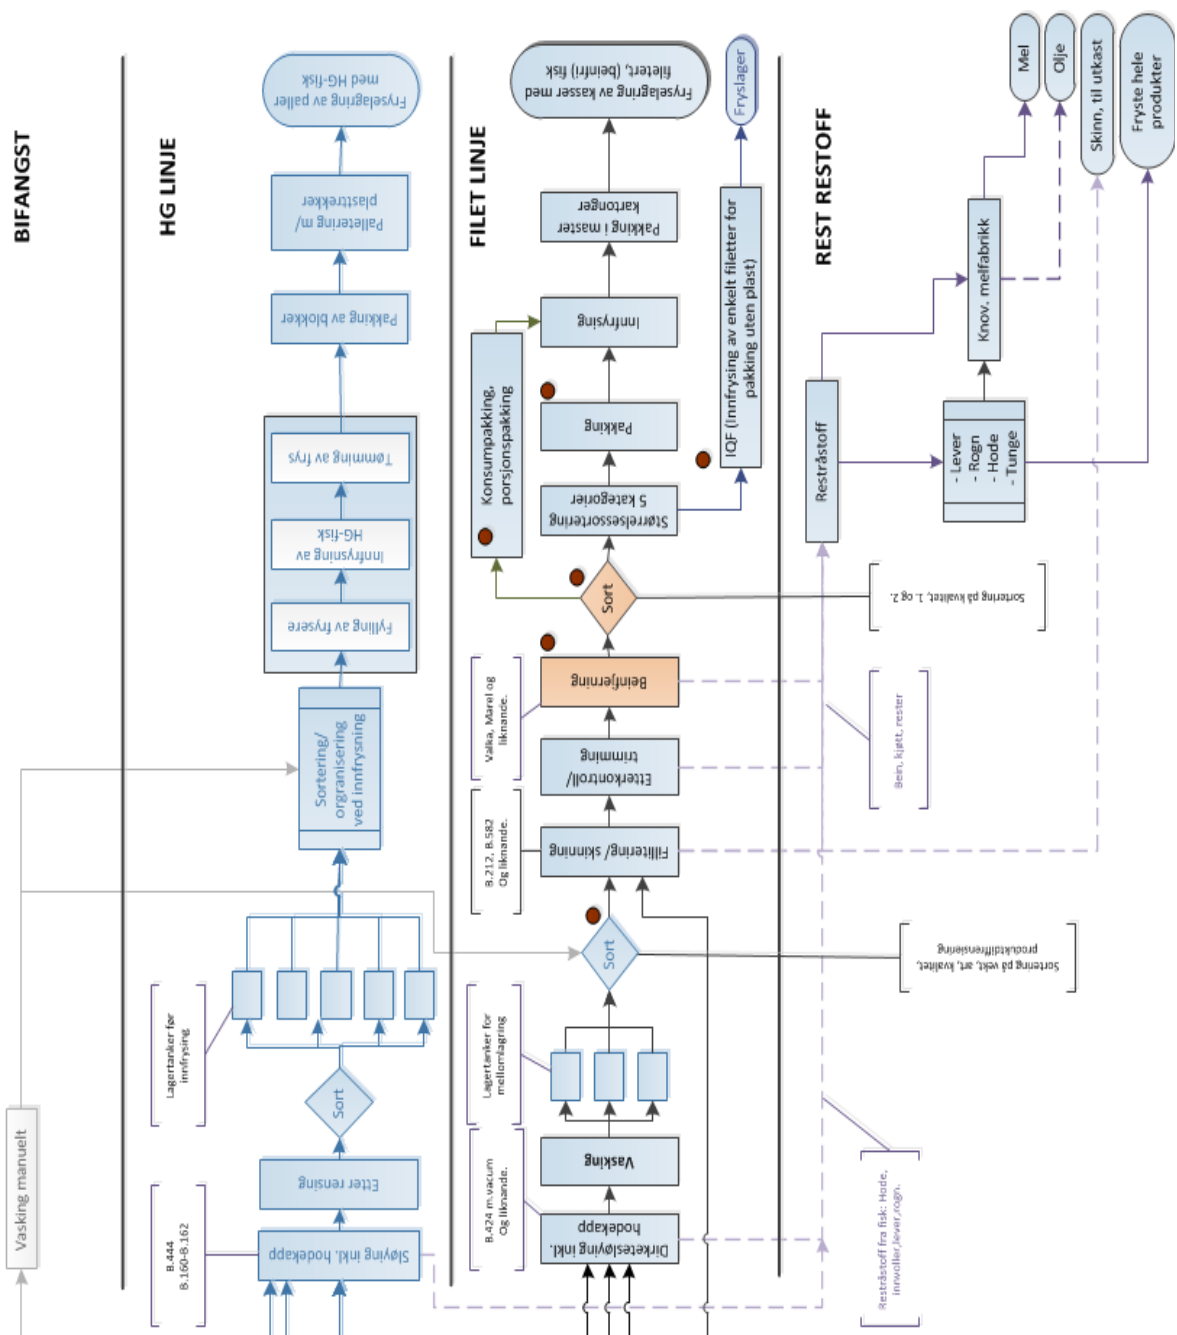 BIFANGST
Vasking manuelt
HG LINJE
Fryselagring av paller
med HG-fisk
Palletering m/
plasttrekker
Pakking av blokker
Tømming av frys
Innfrysning av
HG-fisk
Fylling av frysere
Sortering/
orgranisering
ved innfrysning
Lagertanker før
innfrysing
Sort
Etter rensing
B.444
B.160-B.162
Sløying inkl. hodekapp
FILET LINJE
Fryselagring av kasser med
filetert, (beinfri) fisk
Fryslager
Pakking i master
kartonger
Innfrysing
Konsumpakking,
porsjonspakking
Pakking
IQF (Innfrysing av enkelt filetter for
pakking uten plast)
Størrelsessortering
5 kategorier
Sort
Sortering på kvalitet, 1. og 2.
Beinfjerning
Valka, Marel og
liknande.
Etterkontroll/
trimming
B.212, B.582
Og liknande.
Fillitering/ skinning
Sort
Sortering på vekt, art, kvalitet,
produktdiffrensiering
Lagertanker for
mellomlagring
Vasking
B.424 m.vacum
Og liknande.
Dirketesløying inkl.
hodekapp
REST RESTOFF
Mel
Olje
Skinn, til utkast
Fryste hele
produkter
Knov. melfabrikk
Restråstoff
- Lever
- Rogn
- Hode
- Tunge
Bein, kjøtt, rester
Restråstoff fra fisk: Hode,
innvoller,lever,rogn.